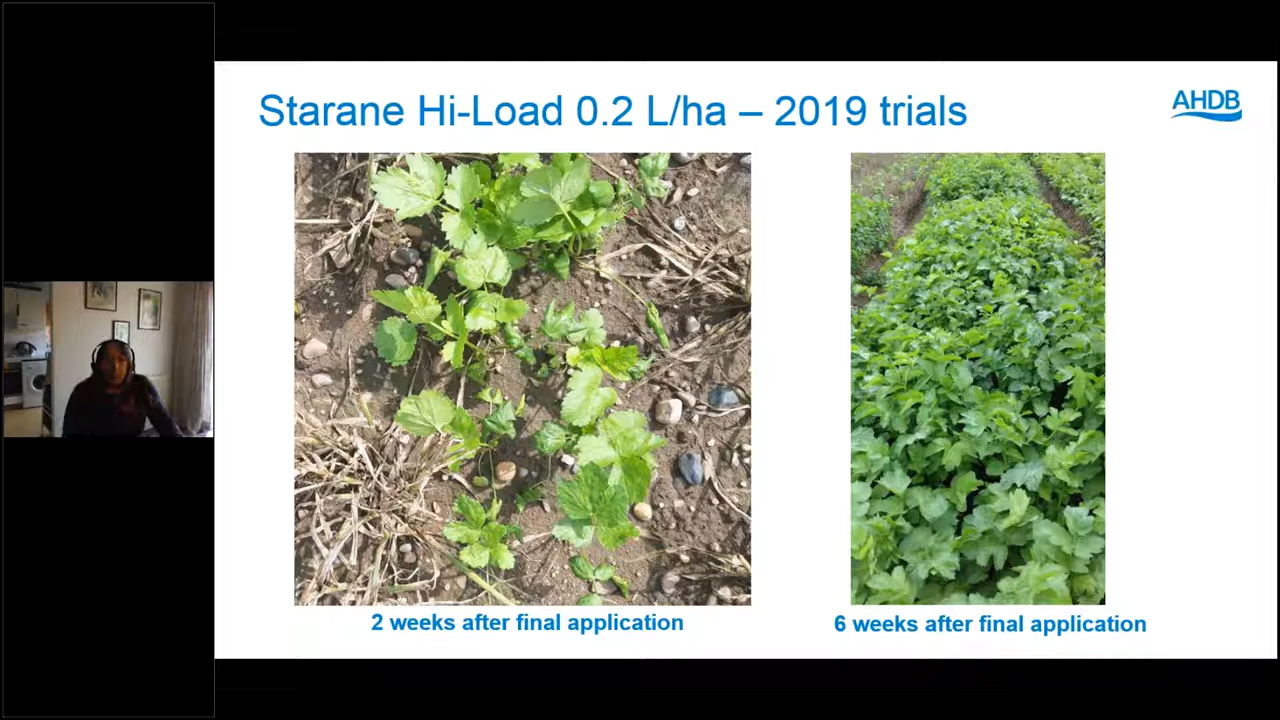 Starane Hi-Load 0.2 L/ha – 2019 trials
AHDB
2 weeks after final application
6 weeks after final application